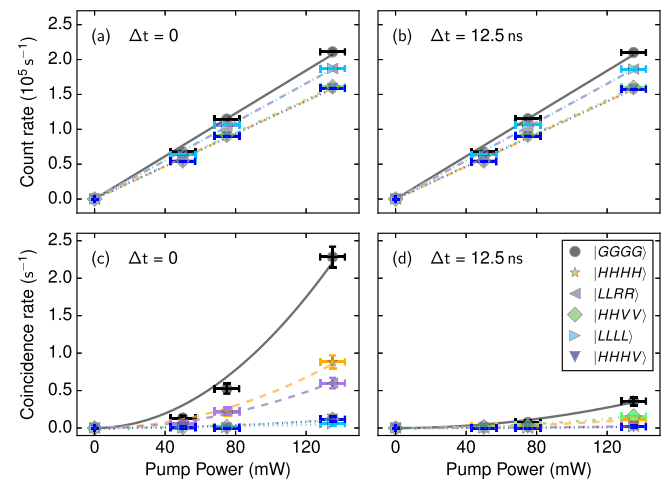 (a) Δt = 0
(b) Δt = 12.5 ns
2.5
2.0
1.5
1.0
0.5
0.0
Count rate (10⁵ s⁻¹)
(c) Δt = 0
(d) Δt = 12.5 ns
2.5
2.0
1.5
1.0
0.5
0.0
Coincidence rate (s⁻¹)
|GGGG⟩
|HHHH⟩
|LLRR⟩
|HHVV⟩
|LLLL⟩
|HHHV⟩
0 40 80 120
0 40 80 120
Pump Power (mW)
Pump Power (mW)